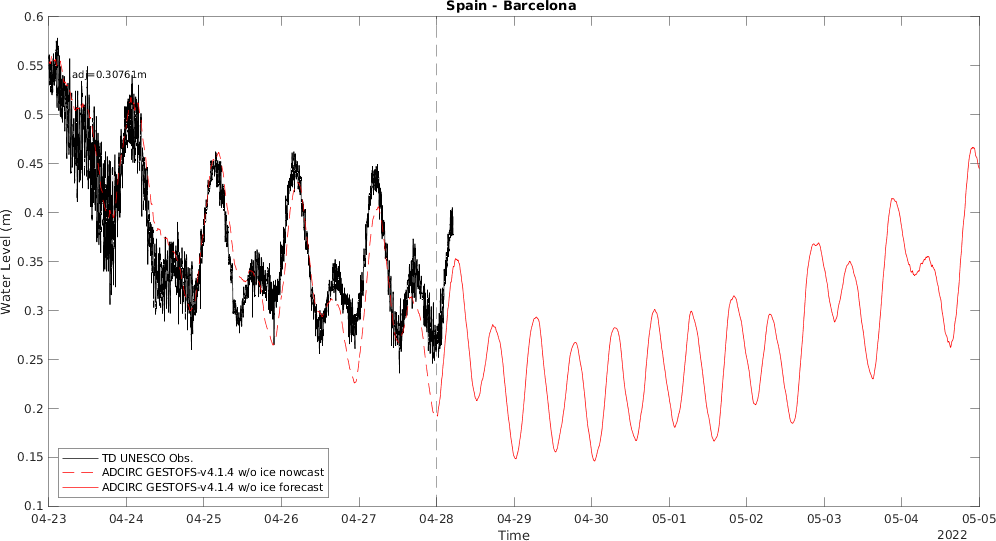 Spain - Barcelona
0.6
0.55
0.5
0.45
0.4
0.35
0.3
0.25
0.2
0.15
0.1
Water Level (m)
adj=0.30761m
TD UNESCO Obs.
ADCIRC GESTOFS-v4.1.4 w/o ice nowcast
ADCIRC GESTOFS-v4.1.4 w/o ice forecast
04-23 04-24 04-25 04-26 04-27 04-28 04-29 04-30 05-01 05-02 05-03 05-04 05-05
Time
2022